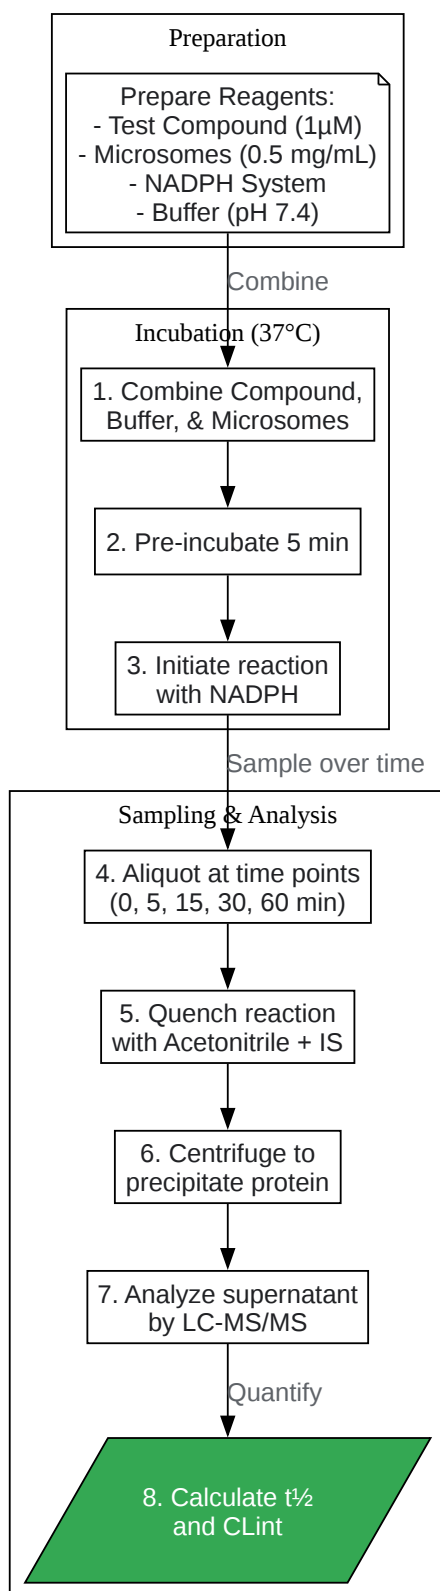 Preparation
Prepare Reagents:
- Test Compound (1µM)
- Microsomes (0.5 mg/mL)
- NADPH System
- Buffer (pH 7.4)
Combine
Incubation (37°C)
1. Combine Compound,
Buffer, & Microsomes
2. Pre-incubate 5 min
3. Initiate reaction
with NADPH
Sample over time
Sampling & Analysis
4. Aliquot at time points
(0, 5, 15, 30, 60 min)
5. Quench reaction
with Acetonitrile + IS
6. Centrifuge to
precipitate protein
7. Analyze supernatant
by LC-MS/MS
Quantify
8. Calculate t½
and CLint